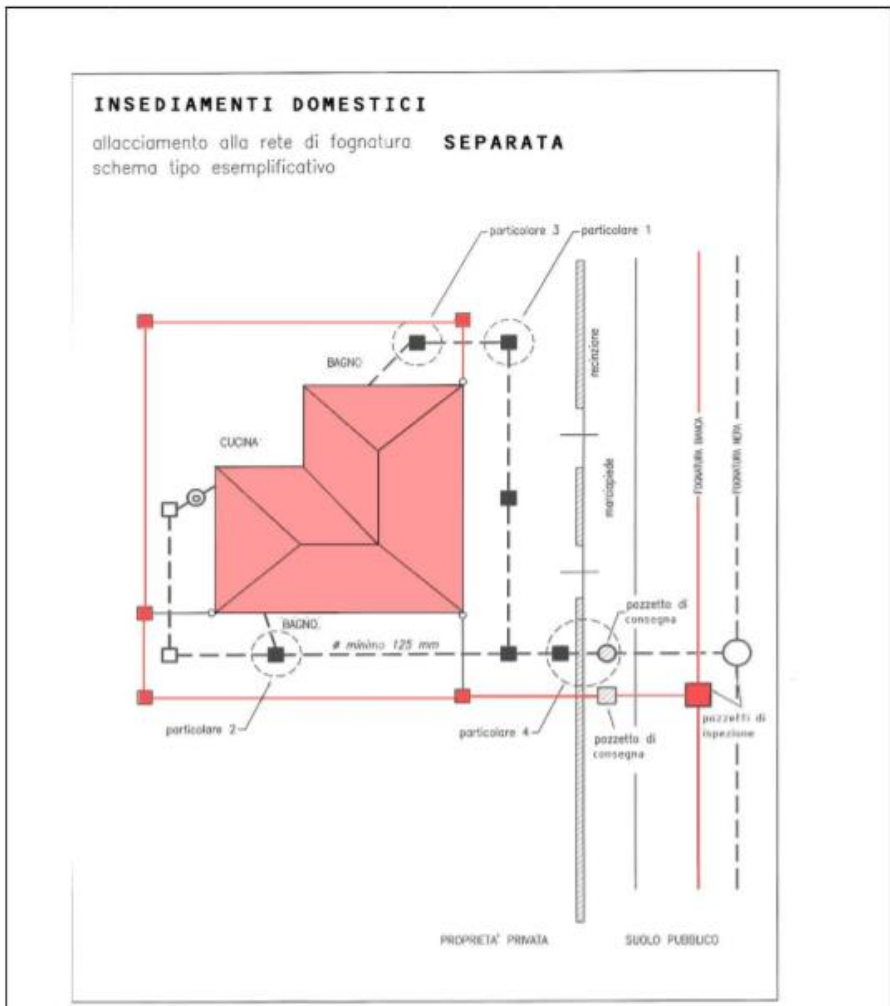 INSEDIAMENTI DOMESTICI
allacciamento alla rete di fognatura SEPARATA
schema tipo esemplificativo
particolare 3
particolare 1
recinzione
BAGNO
CUCINA
FOGNATURA BIANCA
FOGNATURA NERA
marciapiede
pozzetto di
consegna
BAGNO.
ø minimo 125 mm
particolare 2
particolare 4
pozzetto di
consegna
pozzetti di
ispezione
PROPRIETA' PRIVATA
SUOLO PUBBLICO